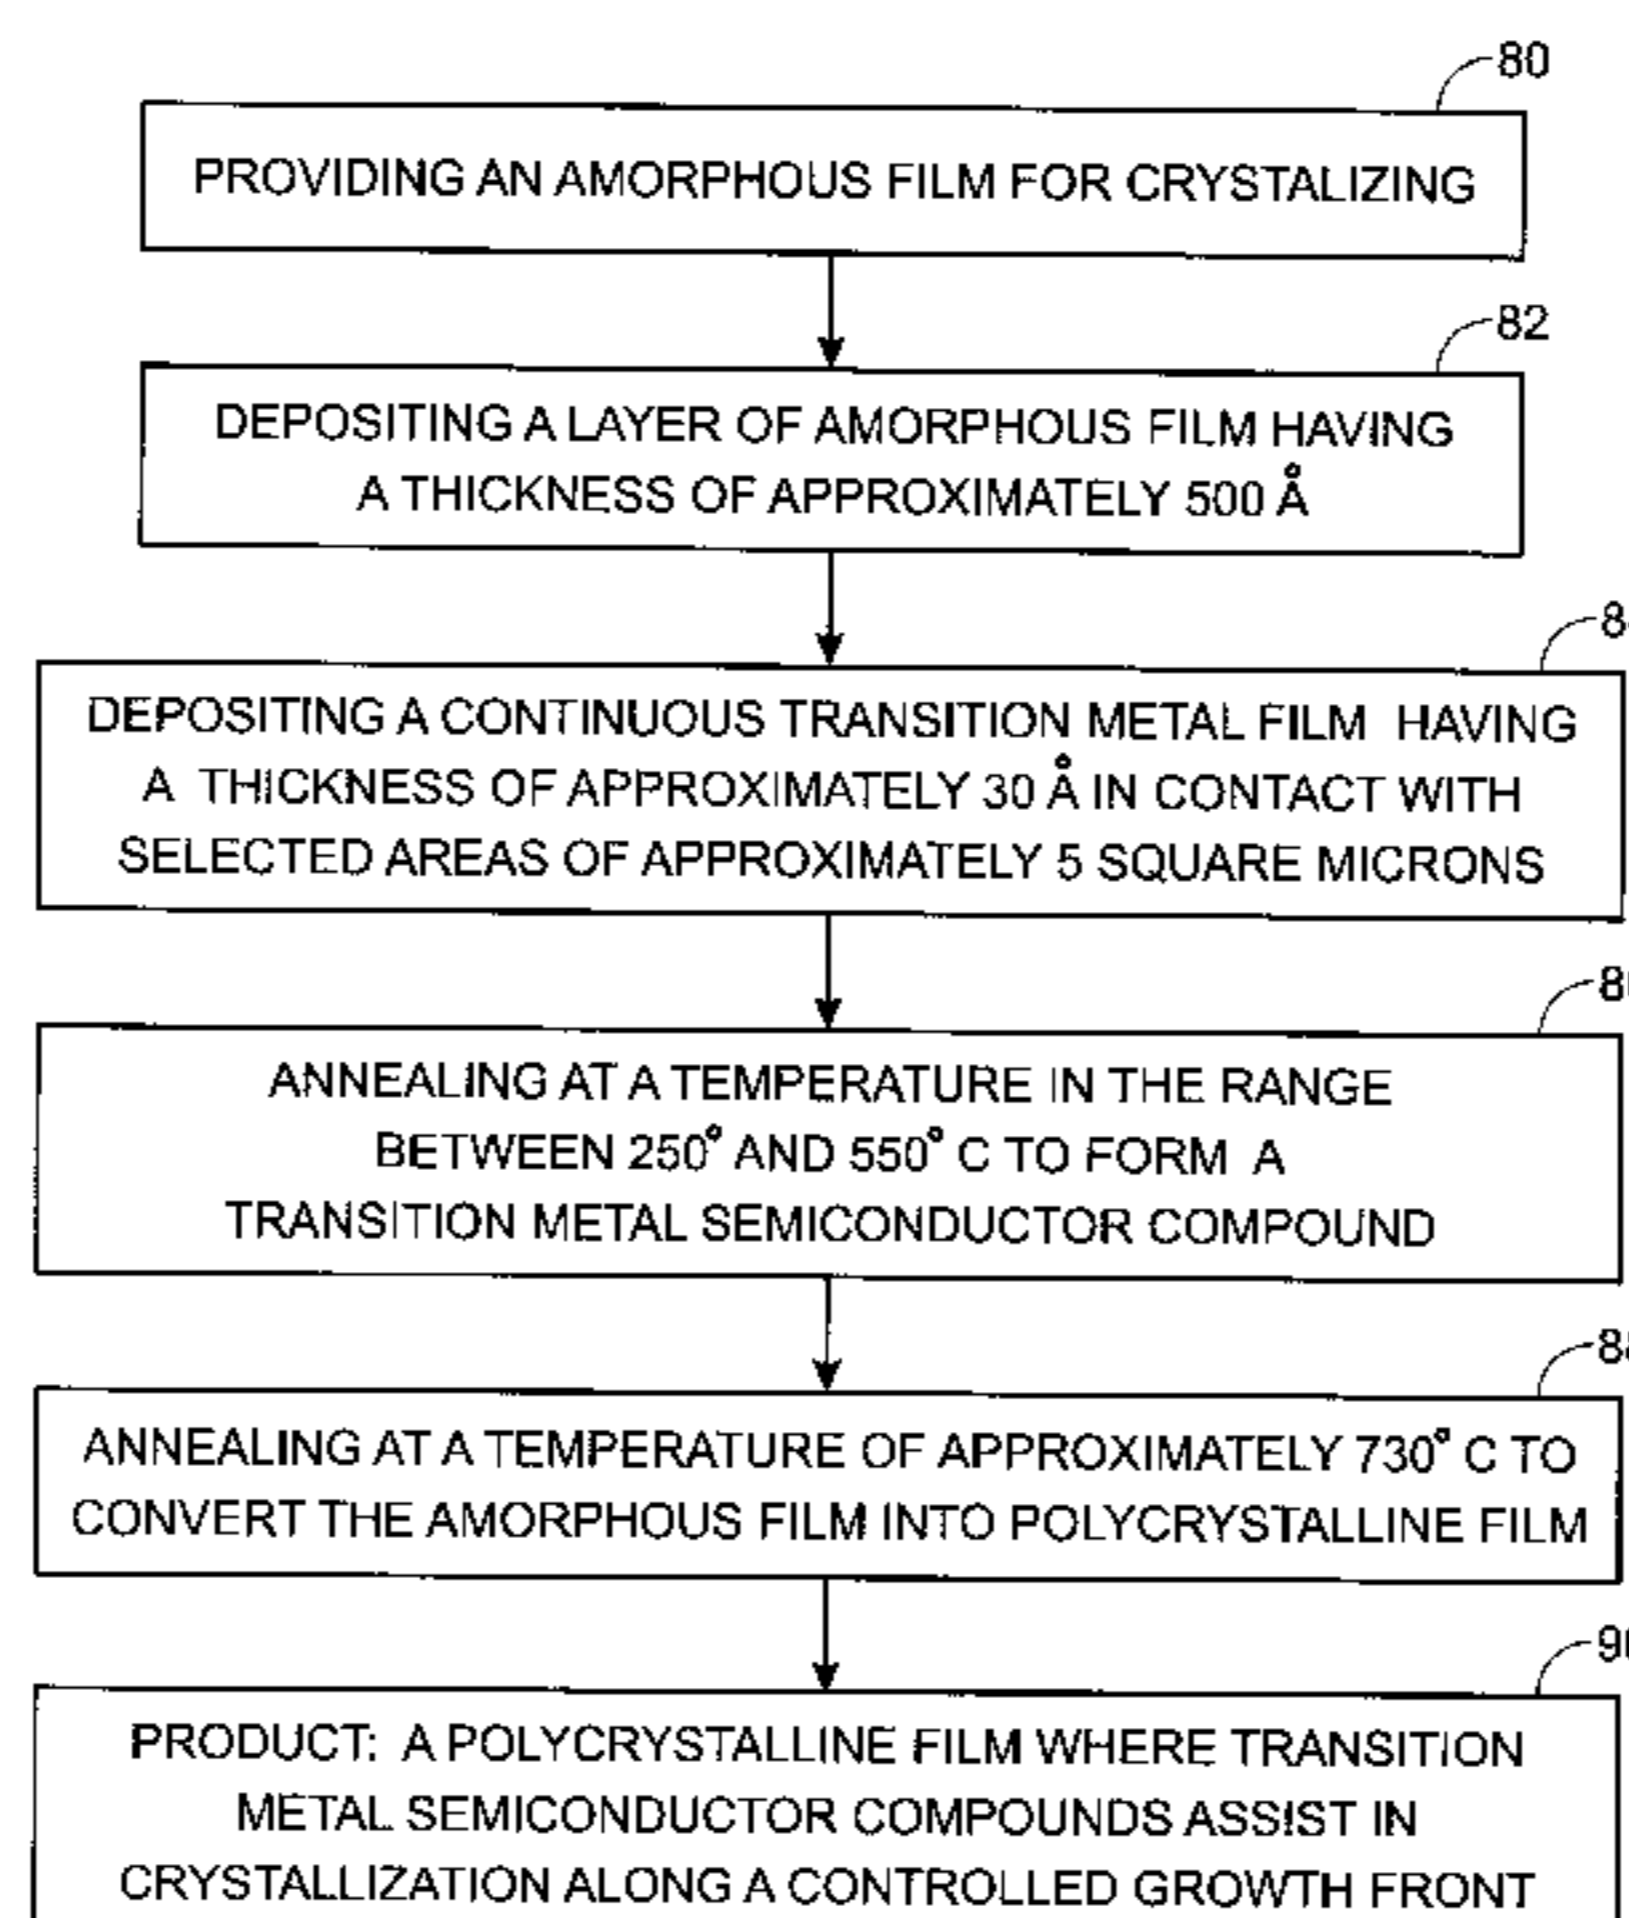 80
PROVIDING AN AMORPHOUS FILM FOR CRYSTALIZING
82
DEPOSITING A LAYER OF AMORPHOUS FILM HAVING
A THICKNESS OF APPROXIMATELY 500 Å
DEPOSITING A CONTINUOUS TRANSITION METAL FILM HAVING
A THICKNESS OF APPROXIMATELY 30 Å IN CONTACT WITH
SELECTED AREAS OF APPROXIMATELY 5 SQUARE MICRONS
ANNEALING AT A TEMPERATURE IN THE RANGE
BETWEEN 250° AND 550° C TO FORM A
TRANSITION METAL SEMICONDUCTOR COMPOUND
ANNEALING AT A TEMPERATURE OF APPROXIMATELY 730° C TO
CONVERT THE AMORPHOUS FILM INTO POLYCRYSTALLINE FILM
PRODUCT: A POLYCRYSTALLINE FILM WHERE TRANSITION
METAL SEMICONDUCTOR COMPOUNDS ASSIST IN
CRYSTALLIZATION ALONG A CONTROLLED GROWTH FRONT